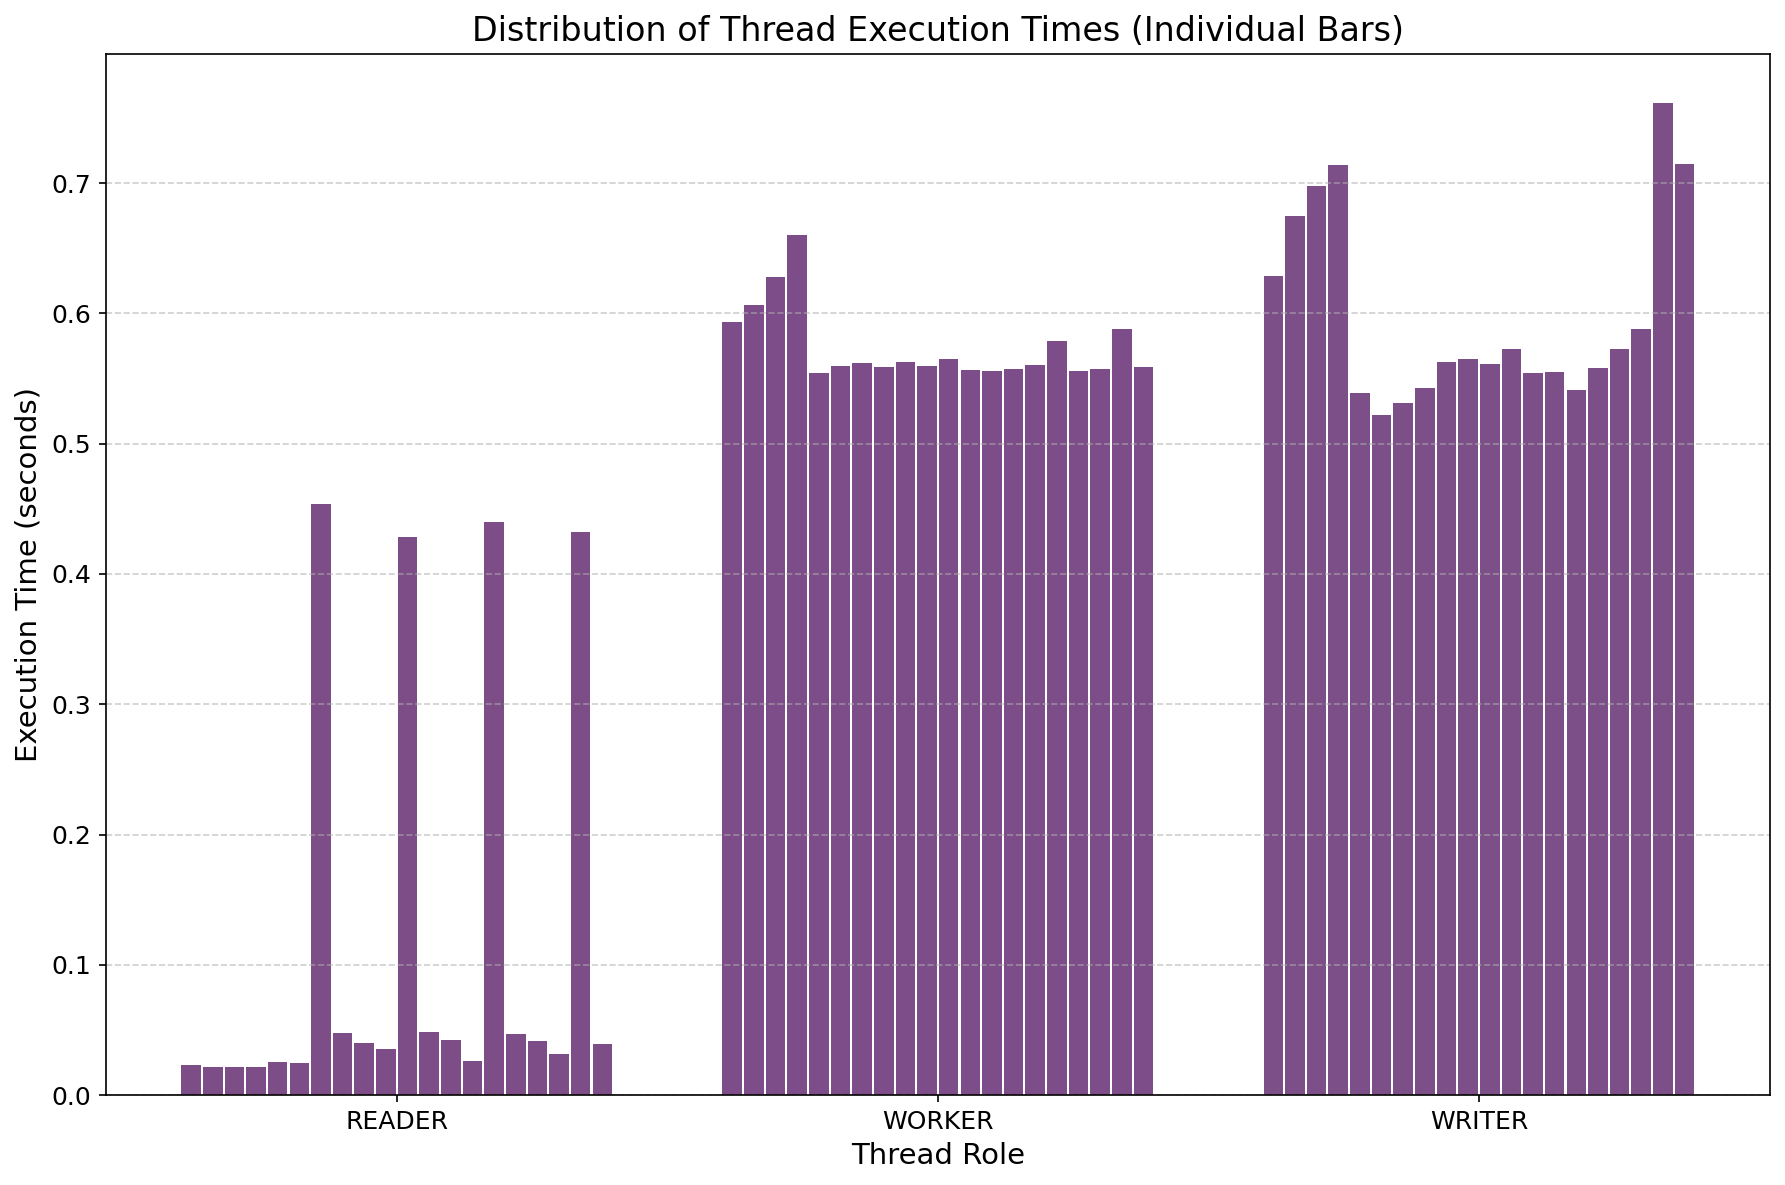 Distribution of Thread Execution Times (Individual Bars)
Execution Time (seconds)
0.7
0.6
0.5
0.4
0.3
0.2
0.1
0.0
READER WORKER WRITER
Thread Role